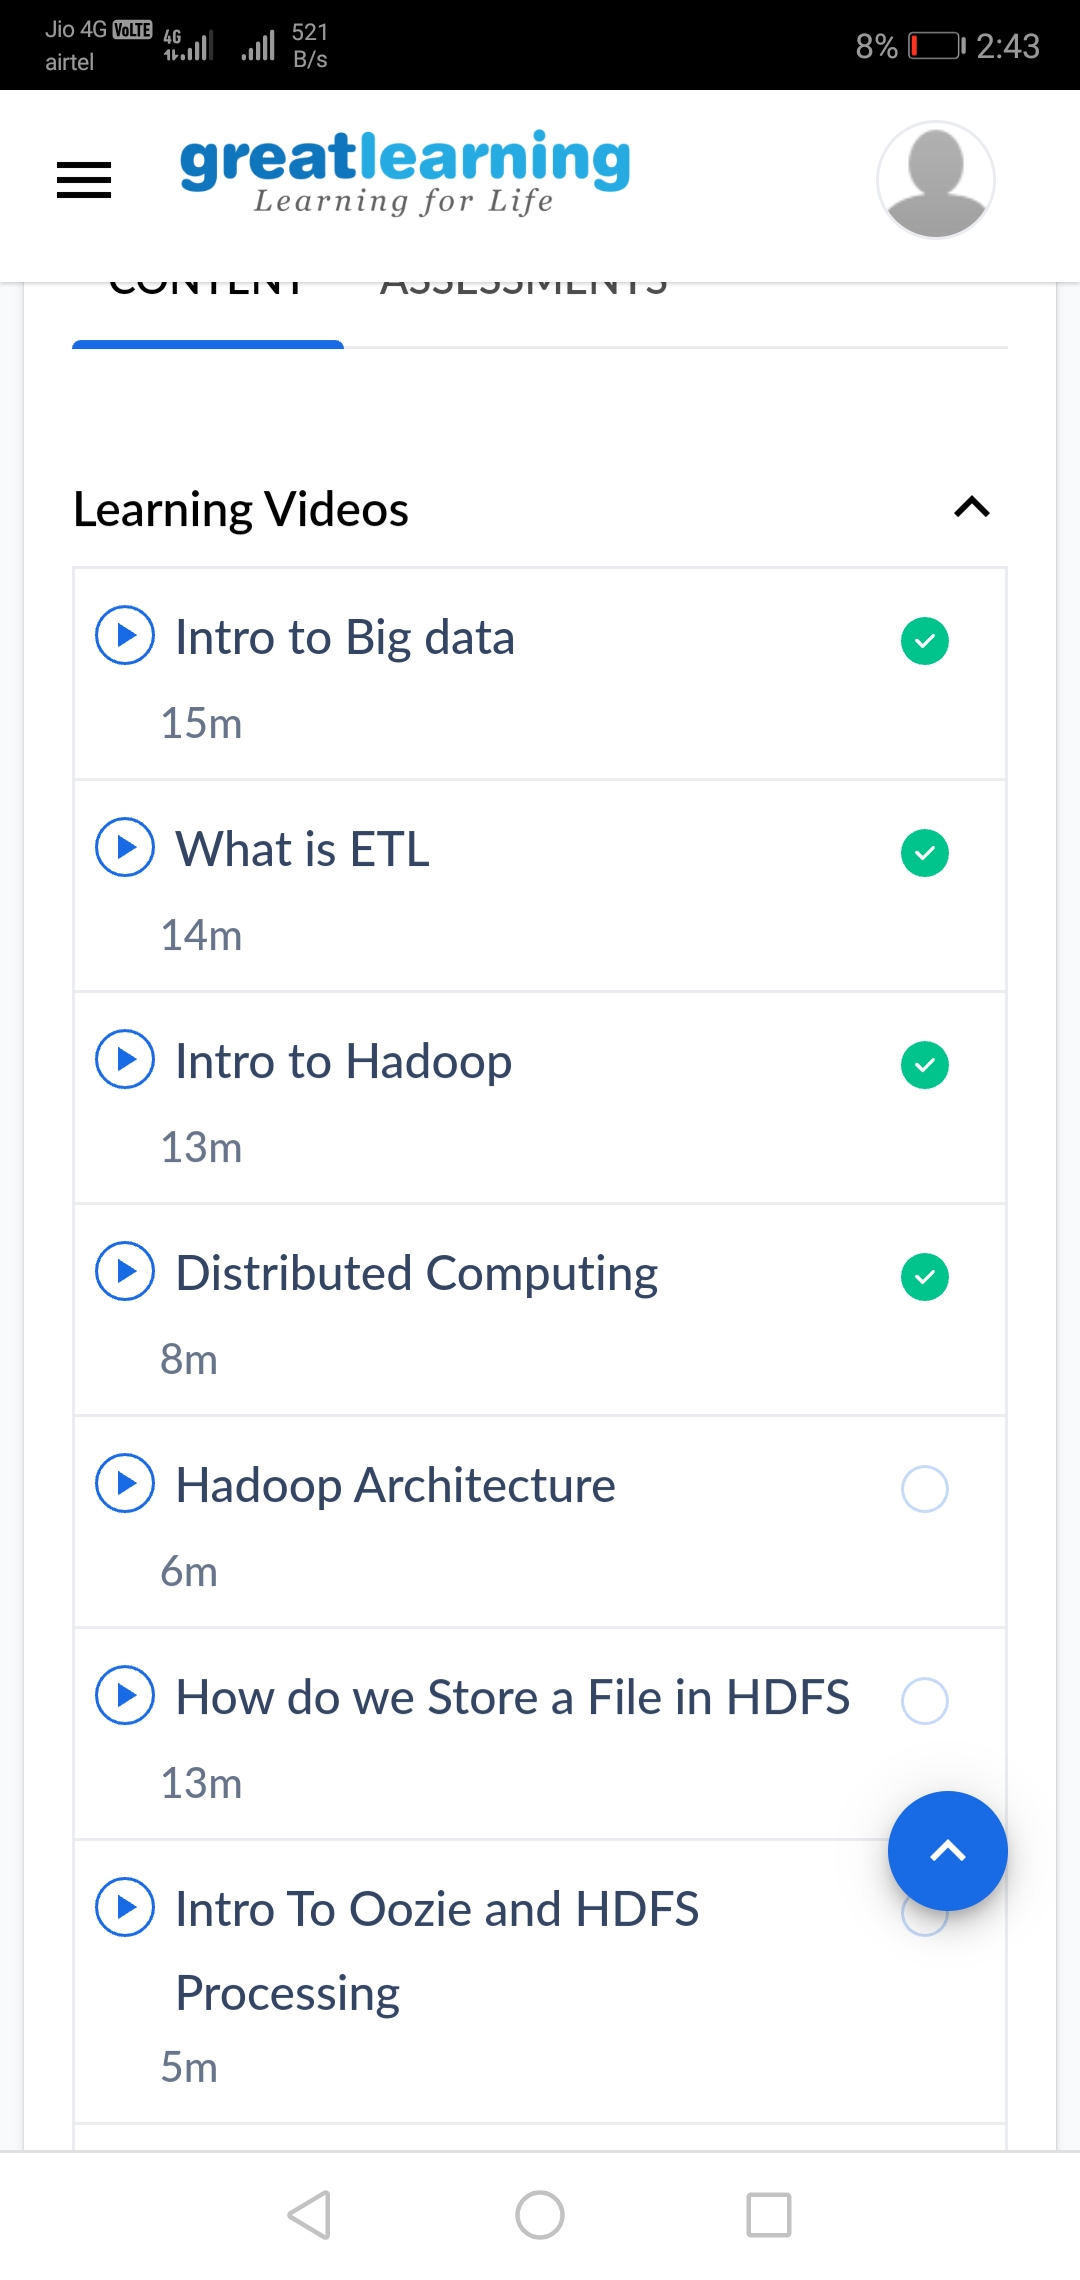 Jio 4G VoLTE 4G 521
airtel B/s
8% 2:43
greatlearning
Learning for Life
CONTENT ASSESSMENTS
Learning Videos
Intro to Big data
15m
What is ETL
14m
Intro to Hadoop
13m
Distributed Computing
8m
Hadoop Architecture
6m
How do we Store a File in HDFS
13m
Intro To Oozie and HDFS
Processing
5m